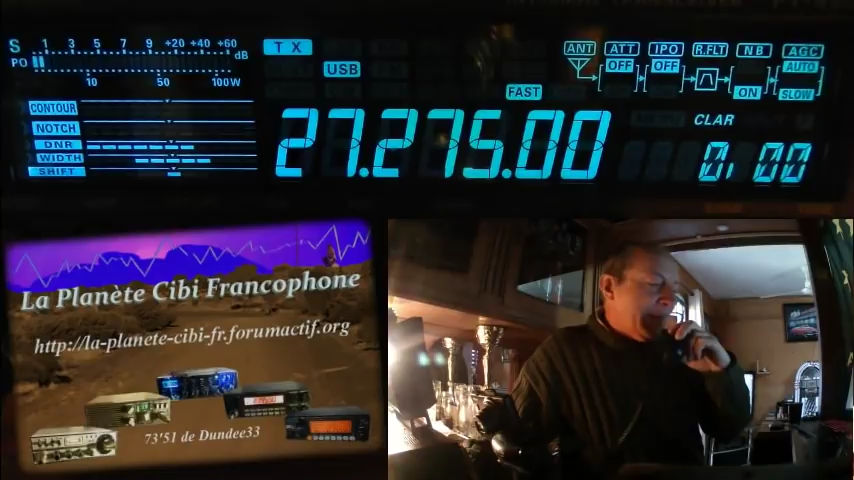 S 1 3 5 7 9 +20 +40 +60 dB
PO 10 50 100W
TX
USB
FAST
ANT ATT IPO R.FLT NB AGC
OFF OFF AUTO
ON SLOW
CONTOUR
NOTCH
DNR
WIDTH
SHIFT
27.275.00
CLAR
0.00
La Planète Cibi Francophone
http://la-planete-cibi-fr.forumactif.org
73'51 de Dundee33